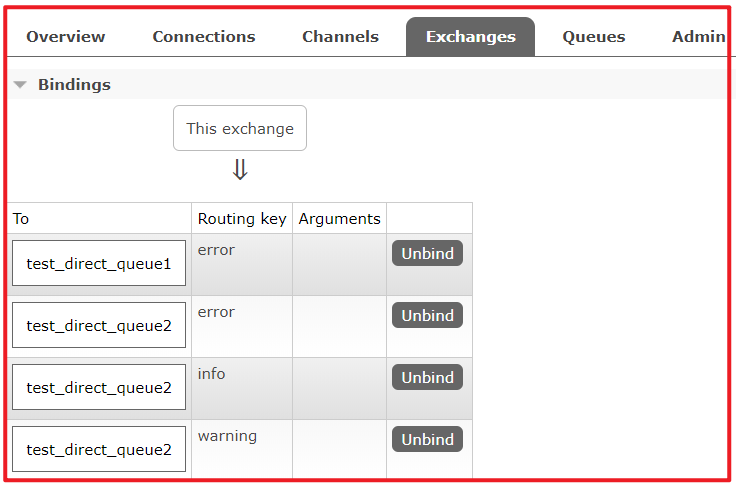 Overview Connections Channels Exchanges Queues Admin
Bindings
This exchange
⇓
To Routing key Arguments
test_direct_queue1 error Unbind
test_direct_queue2 error Unbind
test_direct_queue2 info Unbind
test_direct_queue2 warning Unbind